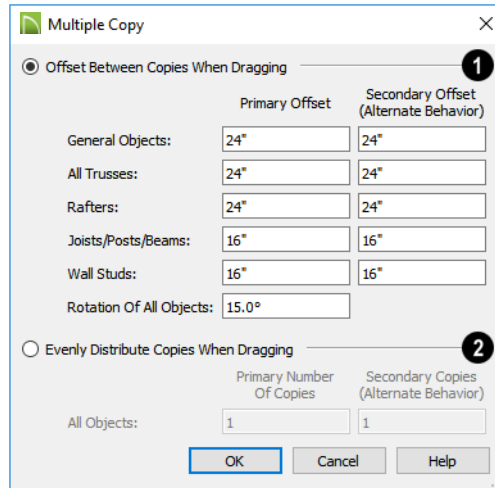 Multiple Copy
Offset Between Copies When Dragging 1
Primary Offset
Secondary Offset
(Alternate Behavior)
General Objects: 24" 24"
All Trusses: 24" 24"
Rafters: 24" 24"
Joists/Posts/Beams: 16" 16"
Wall Studs: 16" 16"
Rotation Of All Objects: 15.0°
Evenly Distribute Copies When Dragging 2
Primary Number
Of Copies
Secondary Copies
(Alternate Behavior)
All Objects: 1 1
OK Cancel Help